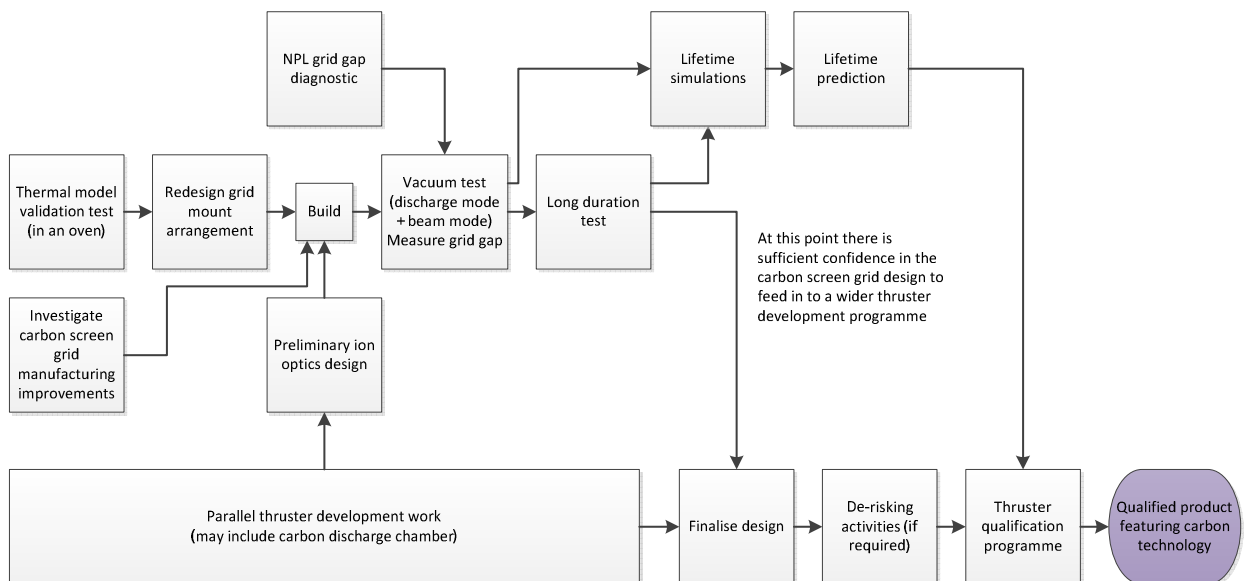 NPL grid gap
diagnostic
Lifetime
simulations
Lifetime
prediction
Thermal model
validation test
(in an oven)
Redesign grid
mount
arrangement
Build
Vacuum test
(discharge mode
+ beam mode)
Measure grid gap
Long duration
test
At this point there is
sufficient confidence in the
carbon screen grid design to
feed in to a wider thruster
development programme
Investigate
carbon screen
grid
manufacturing
improvements
Preliminary ion
optics design
Parallel thruster development work
(may include carbon discharge chamber)
Finalise design
De-risking
activities (if
required)
Thruster
qualification
programme
Qualified product
featuring carbon
technology